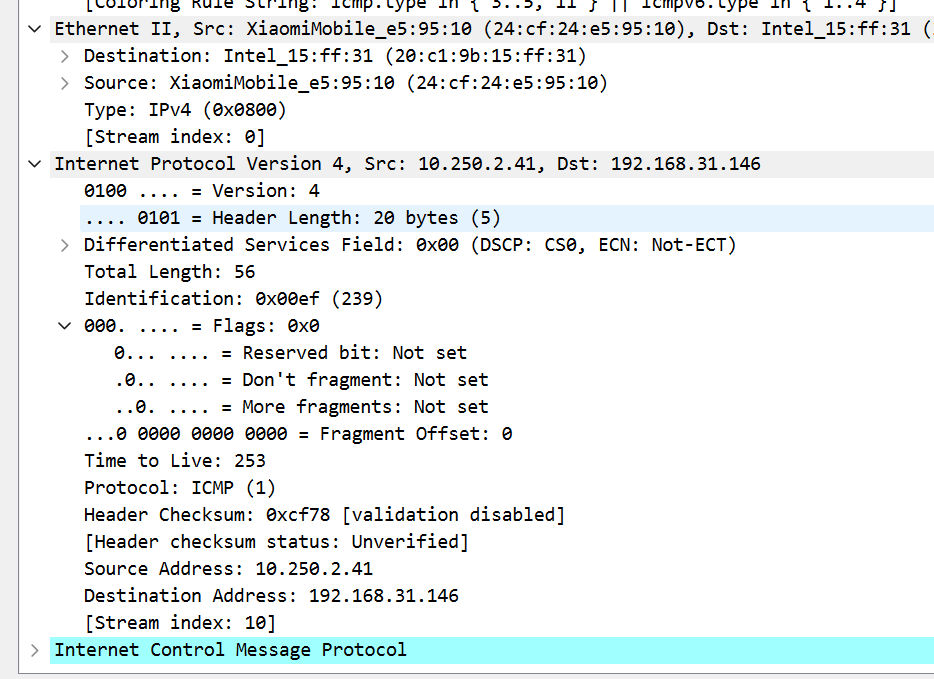 [Coloring Rule String: icmp.type in { 3..5, 11 } || icmpv6.type in { 1..4 }]
Ethernet II, Src: XiaomiMobile_e5:95:10 (24:cf:24:e5:95:10), Dst: Intel_15:ff:31 (
Destination: Intel_15:ff:31 (20:c1:9b:15:ff:31)
Source: XiaomiMobile_e5:95:10 (24:cf:24:e5:95:10)
Type: IPv4 (0x0800)
[Stream index: 0]
Internet Protocol Version 4, Src: 10.250.2.41, Dst: 192.168.31.146
0100 .... = Version: 4
.... 0101 = Header Length: 20 bytes (5)
Differentiated Services Field: 0x00 (DSCP: CS0, ECN: Not-ECT)
Total Length: 56
Identification: 0x00ef (239)
000. .... = Flags: 0x0
0... .... = Reserved bit: Not set
.0.. .... = Don't fragment: Not set
..0. .... = More fragments: Not set
...0 0000 0000 0000 = Fragment Offset: 0
Time to Live: 253
Protocol: ICMP (1)
Header Checksum: 0xcf78 [validation disabled]
[Header checksum status: Unverified]
Source Address: 10.250.2.41
Destination Address: 192.168.31.146
[Stream index: 10]
Internet Control Message Protocol